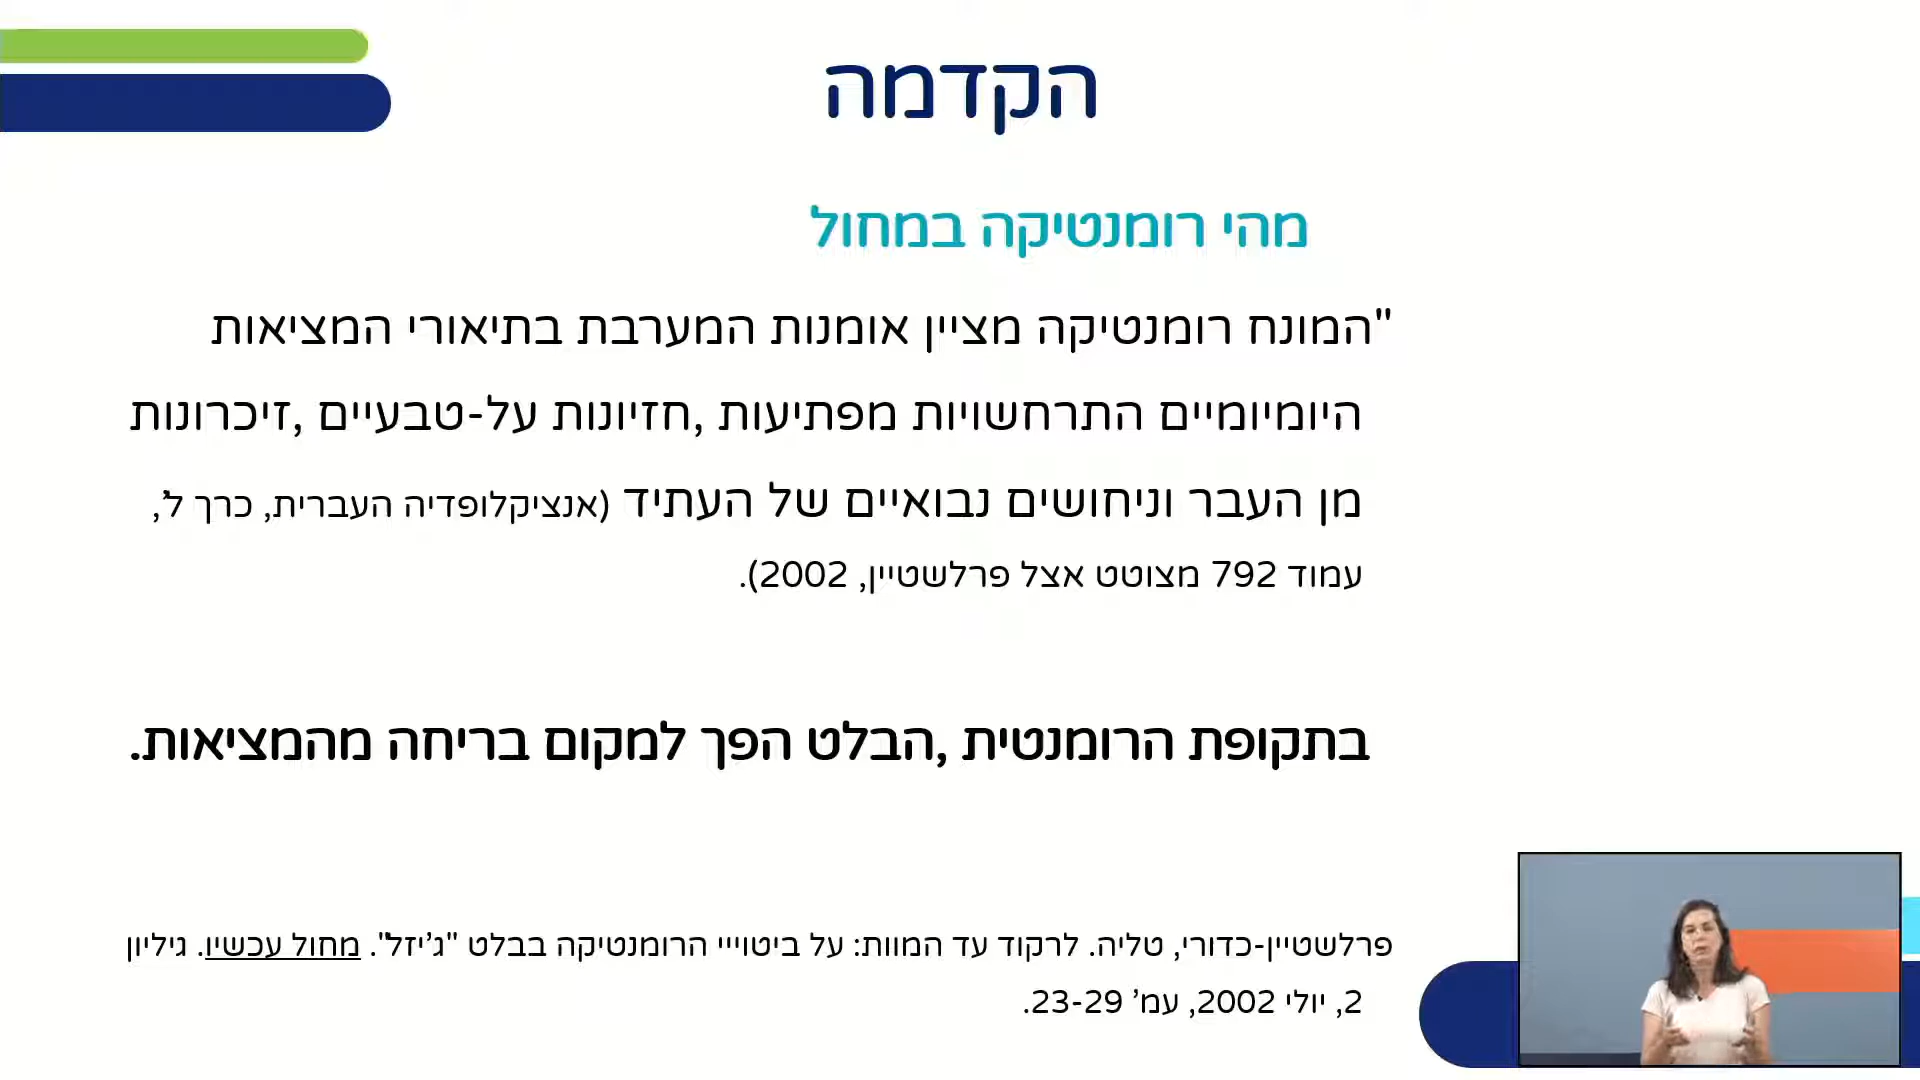 הקדמה
מהי רומנטיקה במחול
"המונח רומנטיקה מציין אומנות המערבת בתיאורי המציאות
היומיומיים התרחשויות מפתיעות ,חזיונות על-טבעיים ,זיכרונות
מן העבר וניחושים נבואיים של העתיד (אנציקלופדיה העברית, כרך ל',
עמוד 792 מצוטט אצל פרלשטיין, 2002).
בתקופת הרומנטית ,הבלט הפך למקום בריחה מהמציאות.
פרלשטיין-כדורי, טליה. לרקוד עד המוות: על ביטוייי הרומנטיקה בבלט "ג'יזל". מחול עכשיו. גיליון
2, יולי 2002, עמ' 23-29.